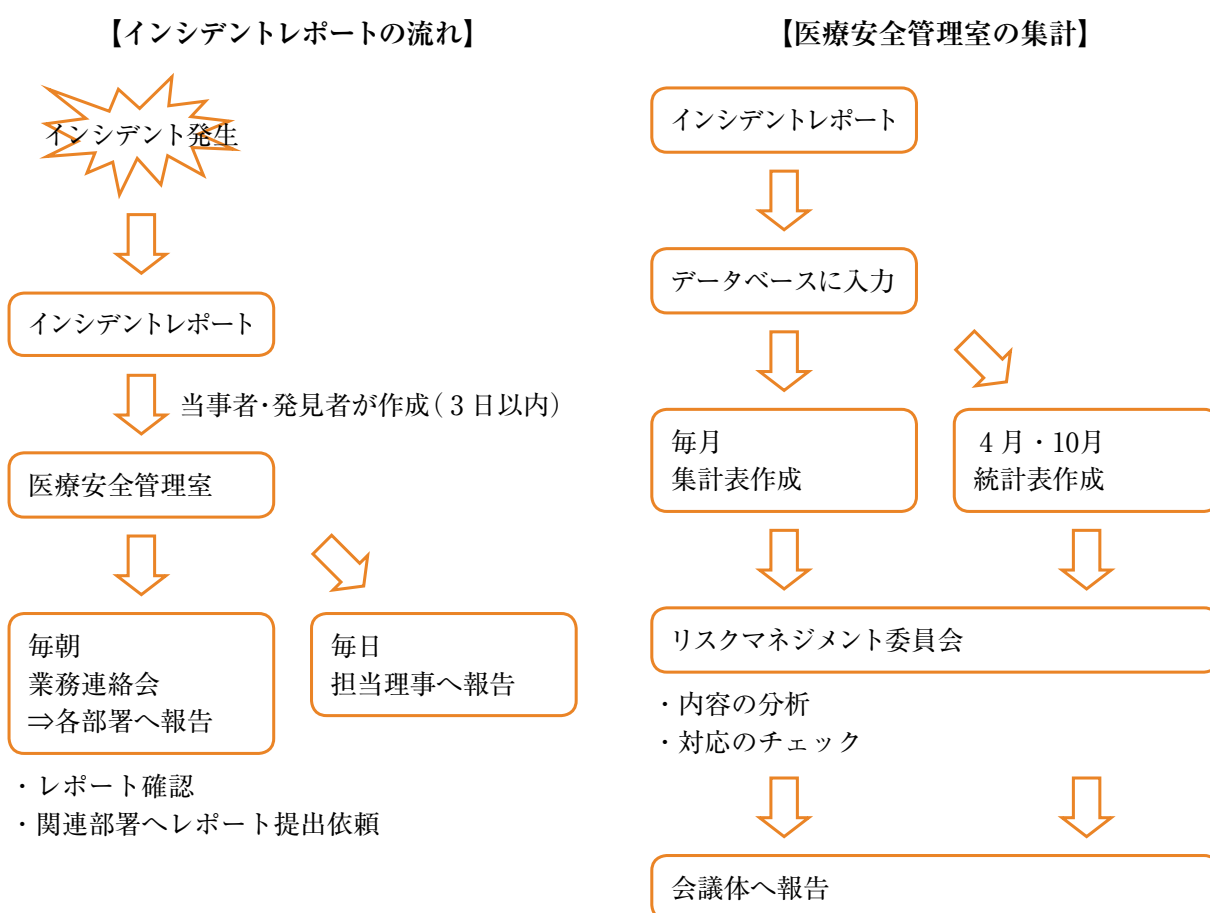 【インシデントレポートの流れ】
インシデント発生
インシデントレポート
当事者・発見者が作成（３日以内）
医療安全管理室
毎朝
業務連絡会
⇒各部署へ報告
毎日
担当理事へ報告
・レポート確認
・関連部署へレポート提出依頼
【医療安全管理室の集計】
インシデントレポート
データベースに入力
毎月
集計表作成
４月・10月
統計表作成
リスクマネジメント委員会
・内容の分析
・対応のチェック
会議体へ報告